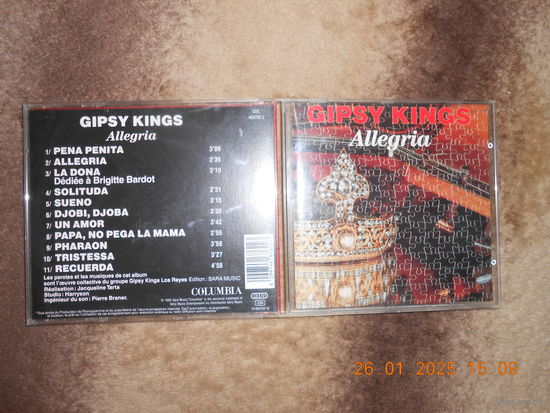 COL
GIPSY KINGS
Allegria
1/ PENA PENITA 3'09
2/ ALLEGRIA 2'35
3/ LA DONA 3'19
Dédiée à Brigitte Bardot
4/ SOLITUDA 2'31
5/ SUENO 3'15
6/ DJOBI, DJOBA 3'30
7/ UN AMOR 3'42
8/ PAPA, NO PEGA LA MAMA 2'55
9/ PHARAON 3'58
10/ TRISTESSA 3'27
11/ RECUERDA 4'58
Les paroles et les musiques de cet album
sont l'œuvre collective du groupe Gipsy Kings Los Reyes Edition : SARA MUSIC
Réalisation : Jacqueline Tarta
Studio : Harryson
Ingénieur du son : Pierre Braner.
COLUMBIA
GIPSY KINGS
Allegria
26.01.2025 15:09